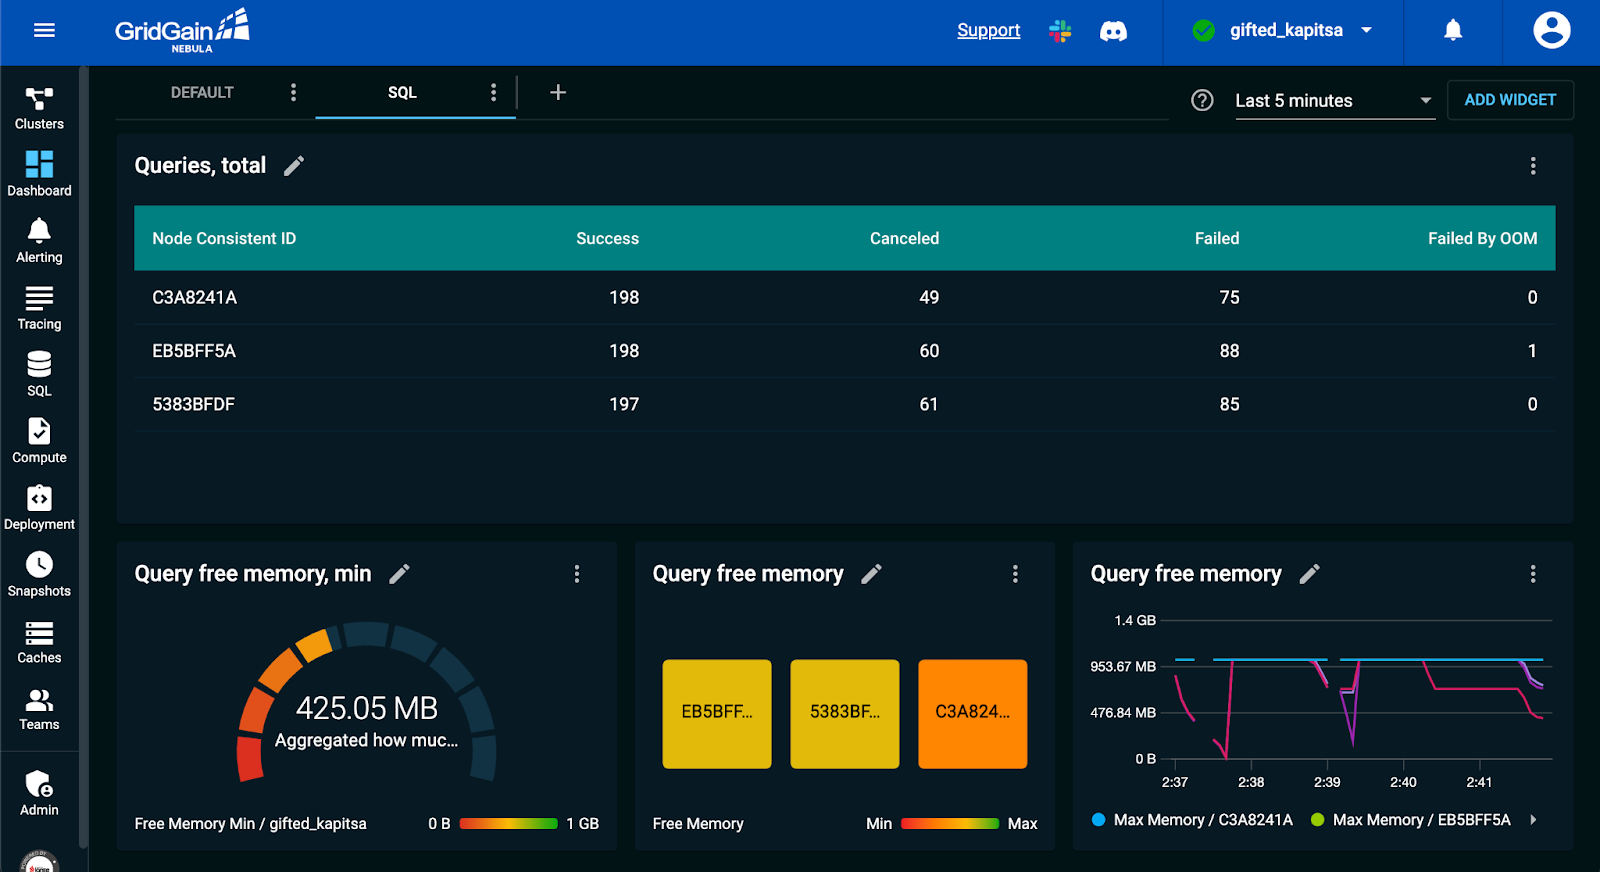 GridGain
NEBULA
Support
gifted_kapitsa
Clusters
Dashboard
Alerting
Tracing
SQL
Compute
Deployment
Snapshots
Caches
Teams
Admin
DEFAULT
SQL
Last 5 minutes
ADD WIDGET
Queries, total
Node Consistent ID Success Canceled Failed Failed By OOM
C3A8241A 198 49 75 0
EB5BFF5A 198 60 88 1
5383BFDF 197 61 85 0
Query free memory, min
425.05 MB
Aggregated how muc...
Free Memory Min / gifted_kapitsa 0 B 1 GB
Query free memory
EB5BFF... 5383BF... C3A824...
Free Memory Min Max
Query free memory
1.4 GB
953.67 MB
476.84 MB
0 B
2:37 2:38 2:39 2:40 2:41
Max Memory / C3A8241A Max Memory / EB5BFF5A